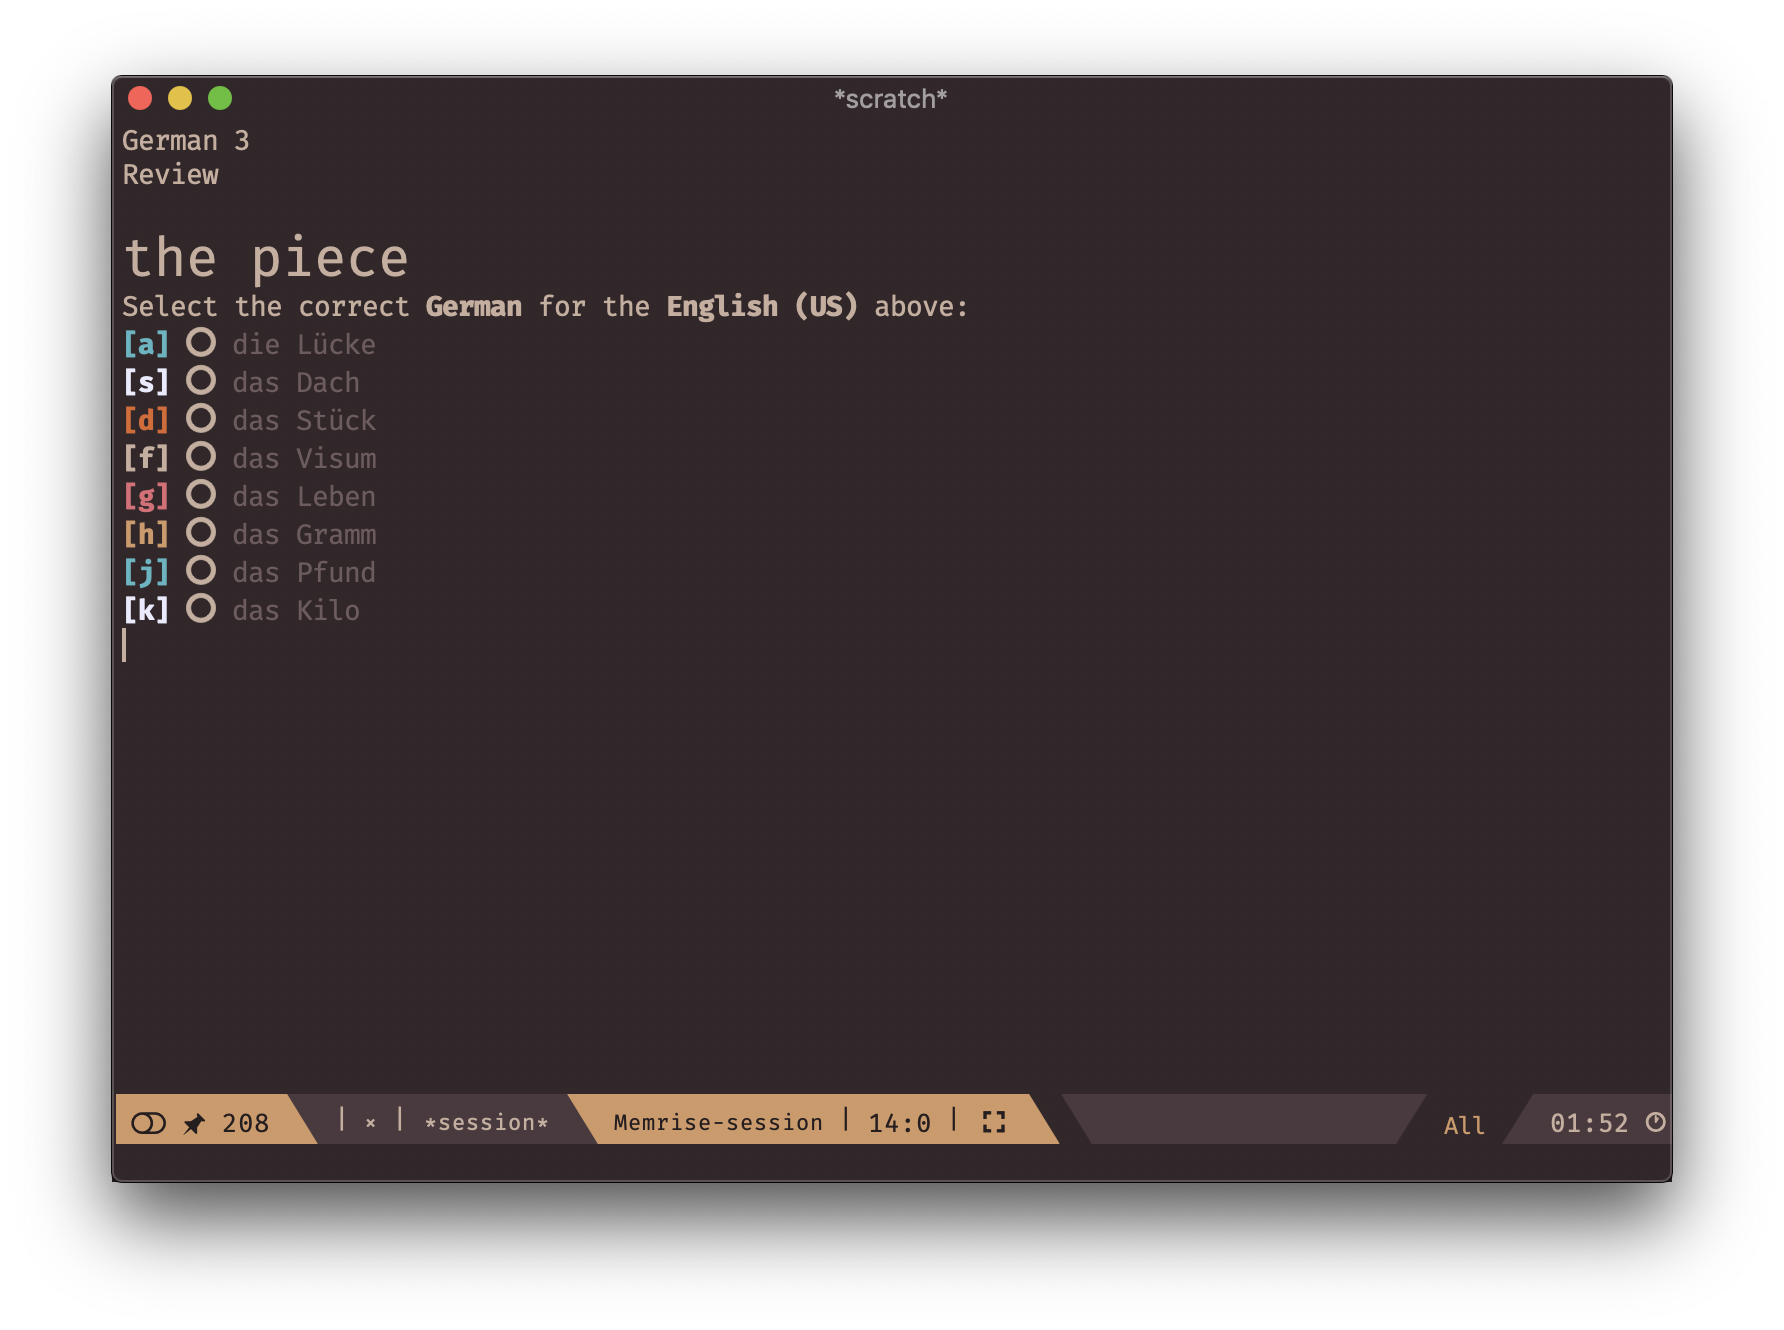 *scratch*
German 3
Review
the piece
Select the correct German for the English (US) above:
[a] die Lücke
[s] das Dach
[d] das Stück
[f] das Visum
[g] das Leben
[h] das Gramm
[j] das Pfund
[k] das Kilo
208 | × | *session* Memrise-session | 14:0 | All 01:52